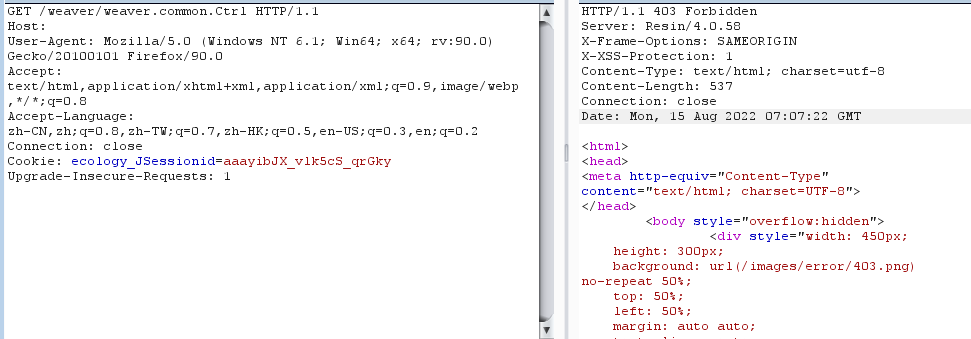 GET /weaver/weaver.common.Ctrl HTTP/1.1
Host:
User-Agent: Mozilla/5.0 (Windows NT 6.1; Win64; x64; rv:90.0)
Gecko/20100101 Firefox/90.0
Accept:
text/html,application/xhtml+xml,application/xml;q=0.9,image/webp
,*/*;q=0.8
Accept-Language:
zh-CN,zh;q=0.8,zh-TW;q=0.7,zh-HK;q=0.5,en-US;q=0.3,en;q=0.2
Connection: close
Cookie: ecology_JSessionid=aaayibJX_vlk5cS_qrGky
Upgrade-Insecure-Requests: 1
HTTP/1.1 403 Forbidden
Server: Resin/4.0.58
X-Frame-Options: SAMEORIGIN
X-XSS-Protection: 1
Content-Type: text/html; charset=utf-8
Content-Length: 537
Connection: close
Date: Mon, 15 Aug 2022 07:07:22 GMT
<html>
<head>
<meta http-equiv="Content-Type"
content="text/html; charset=UTF-8">
</head>
<body style="overflow:hidden">
<div style="width: 450px;
height: 300px;
background: url(/images/error/403.png)
no-repeat 50%;
top: 50%;
left: 50%;
margin: auto auto;